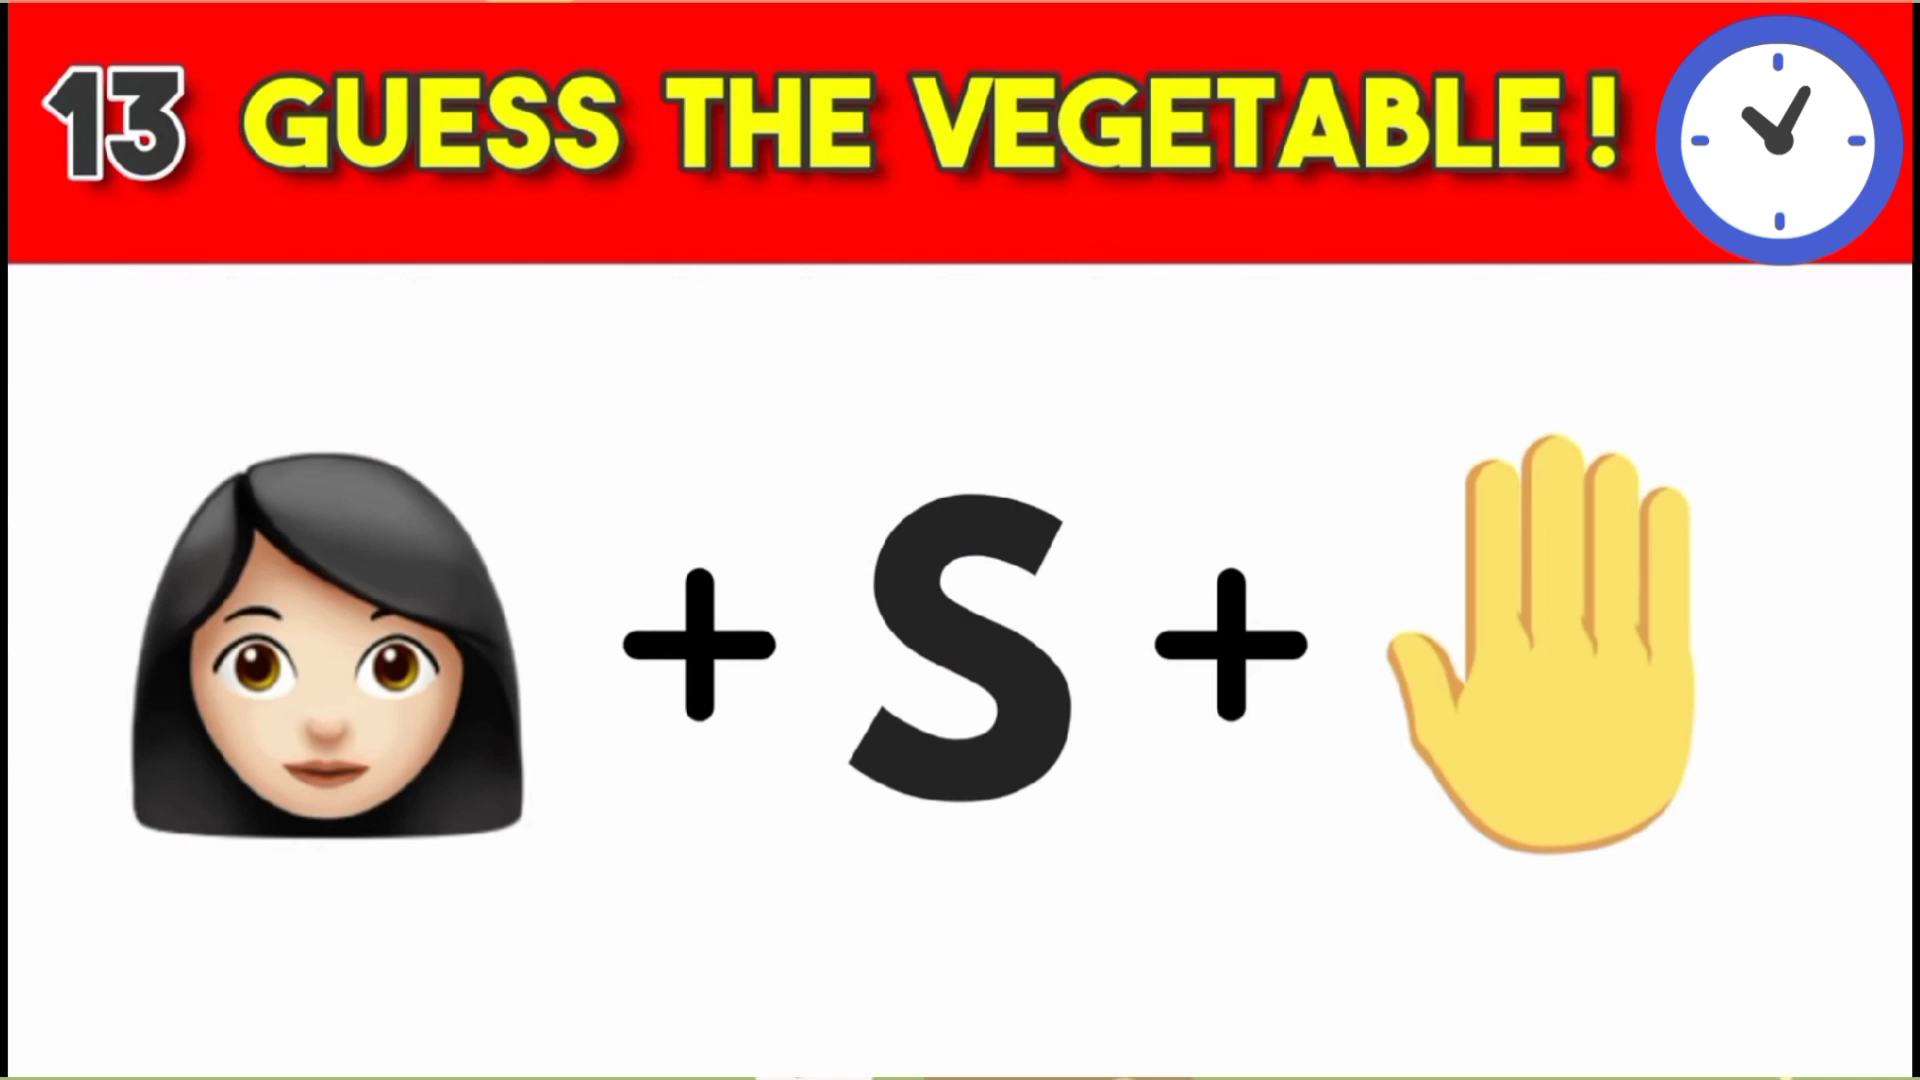 13 GUESS THE VEGETABLE!
+ S +